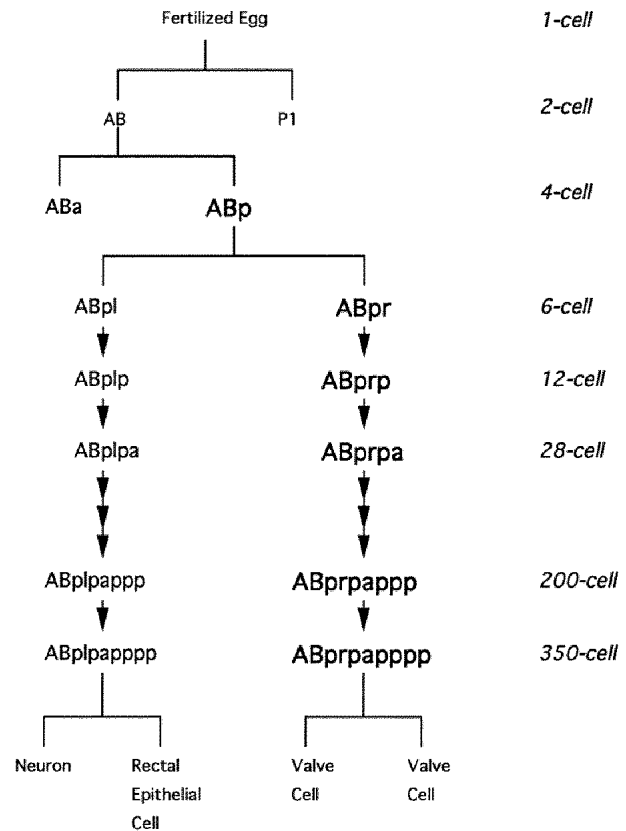 Fertilized Egg 1-cell
AB P1 2-cell
ABa ABp 4-cell
ABpl ABpr 6-cell
ABplp ABprp 12-cell
ABplpa ABprpa 28-cell
ABplpappp ABprpappp 200-cell
ABplpapppp ABprpapppp 350-cell
Neuron Rectal Valve Valve
Epithelial Cell Cell
Cell